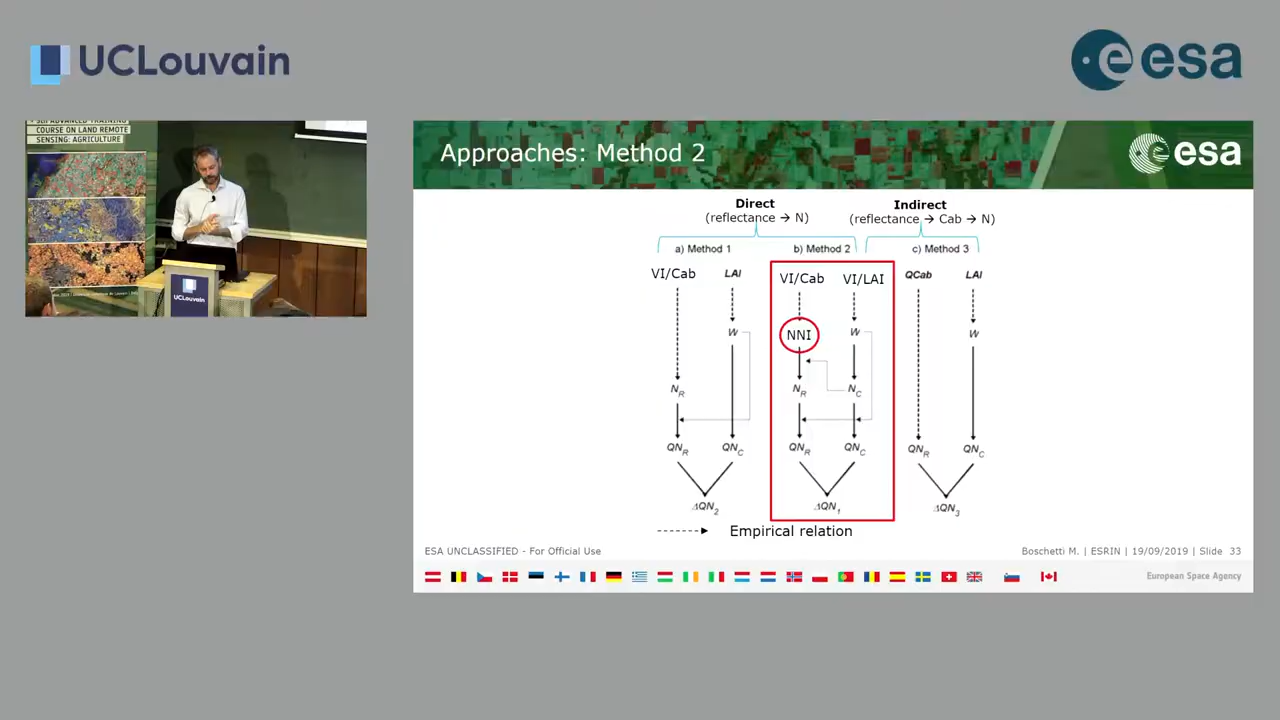 UCLouvain
esa
ADVANCED TRAINING
COURSE ON LAND REMOTE
SENSING: AGRICULTURE
UCLouvain
Approaches: Method 2
esa
Direct
(reflectance → N)
Indirect
(reflectance → Cab → N)
a) Method 1
b) Method 2
c) Method 3
VI/Cab LAI VI/Cab VI/LAI QCab LAI
W NNI W W
NR NR NC
QNR QNC QNR QNC QNR QNC
ΔQN2 ΔQN1 ΔQN3
Empirical relation
ESA UNCLASSIFIED - For Official Use
Boschetti M. | ESRIN | 19/09/2019 | Slide 33
European Space Agency